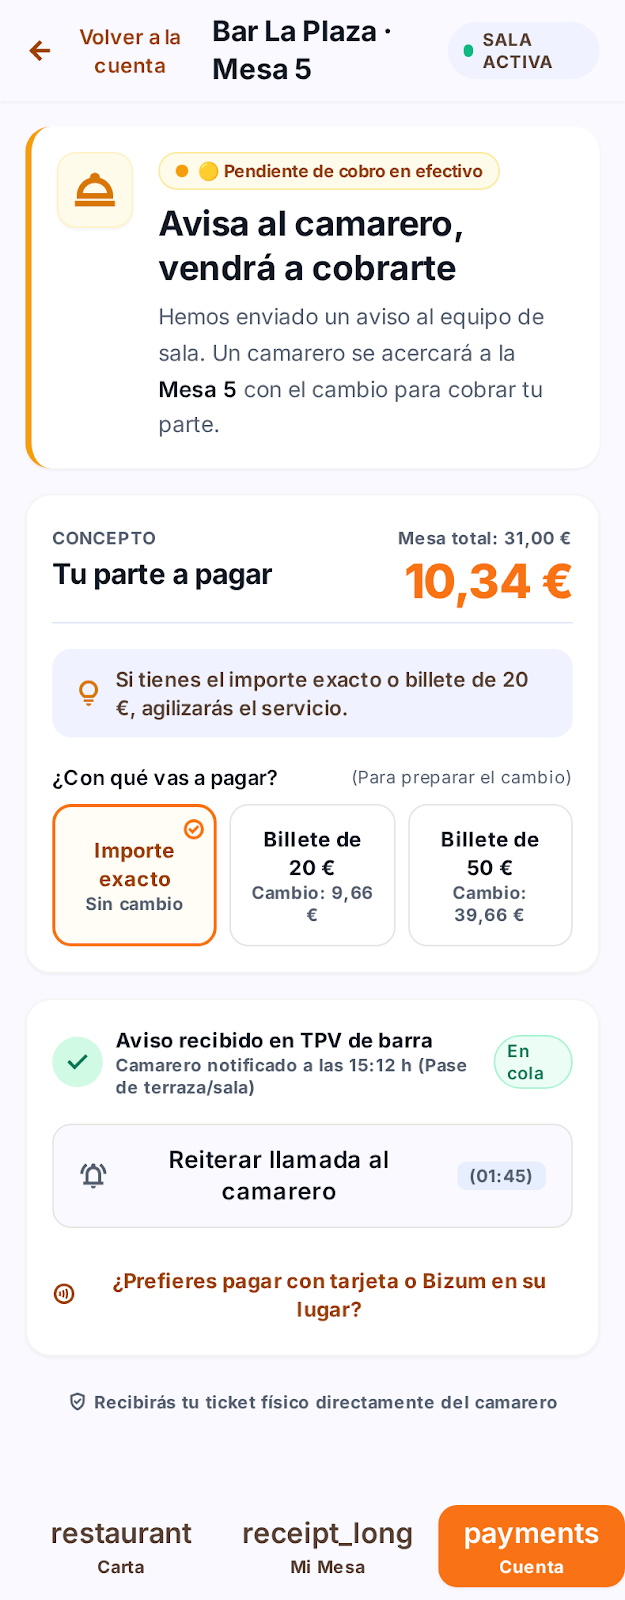 Volver a la
cuenta
Bar La Plaza ·
Mesa 5
SALA
ACTIVA
Pendiente de cobro en efectivo
Avisa al camarero,
vendrá a cobrarte
Hemos enviado un aviso al equipo de
sala. Un camarero se acercará a la
Mesa 5 con el cambio para cobrar tu
parte.
CONCEPTO
Mesa total: 31,00 €
Tu parte a pagar
10,34 €
Si tienes el importe exacto o billete de 20
€, agilizarás el servicio.
¿Con qué vas a pagar?
(Para preparar el cambio)
Importe
exacto
Sin cambio
Billete de
20 €
Cambio: 9,66
€
Billete de
50 €
Cambio:
39,66 €
Aviso recibido en TPV de barra
Camarero notificado a las 15:12 h (Pase
de terraza/sala)
En
cola
Reiterar llamada al
camarero
(01:45)
¿Prefieres pagar con tarjeta o Bizum en su
lugar?
Recibirás tu ticket físico directamente del camarero
restaurant
Carta
receipt_long
Mi Mesa
payments
Cuenta